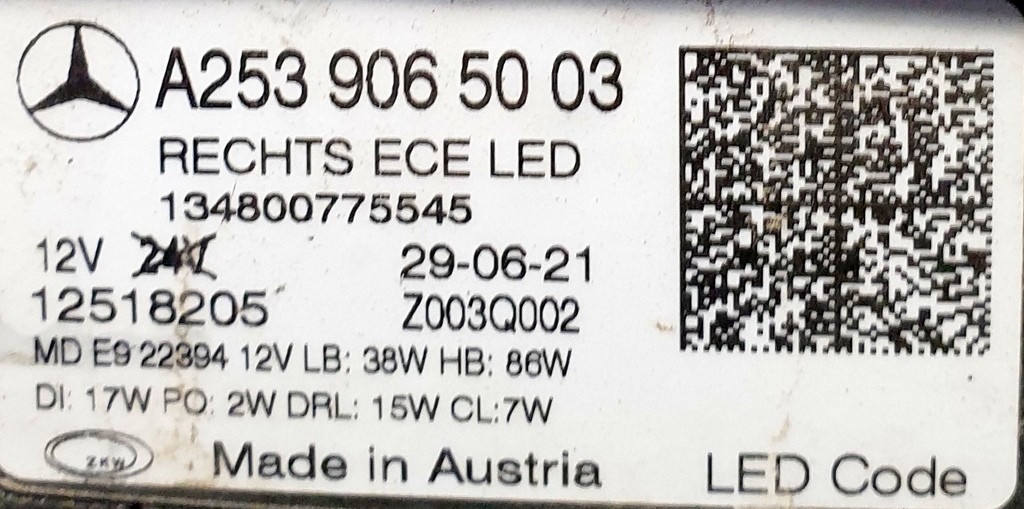 A253 906 50 03
RECHTS ECE LED
134800775545
12V 24V 29-06-21
12518205 Z003Q002
MD E9 22394 12V LB: 38W HB: 86W
DI: 17W PO: 2W DRL: 15W CL:7W
ZKW Made in Austria LED Code